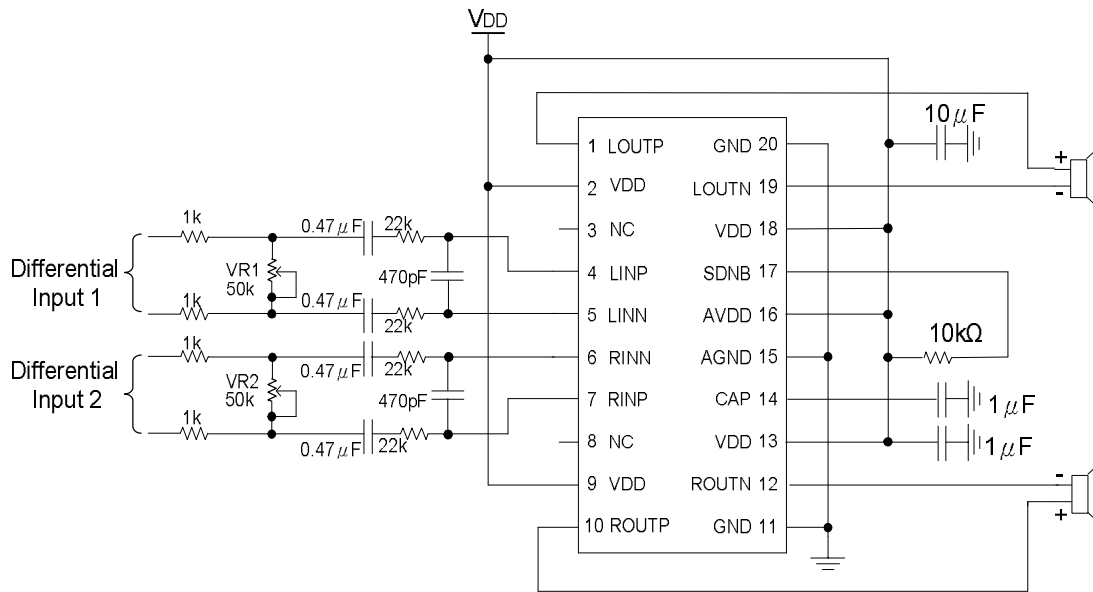 VDD
10μF
1 LOUTP
GND 20
+
-
2 VDD
LOUTN 19
1k
0.47μF
22k
3 NC
VDD 18
Differential
Input 1
VR1
50k
470pF
4 LINP
SDNB 17
1k
0.47μF
22k
5 LINN
AVDD 16
10kΩ
1k
0.47μF
22k
6 RINN
AGND 15
Differential
Input 2
VR2
50k
470pF
7 RINP
CAP 14
1μF
1k
0.47μF
22k
8 NC
VDD 13
1μF
9 VDD
ROUTN 12
-
+
10 ROUTP
GND 11